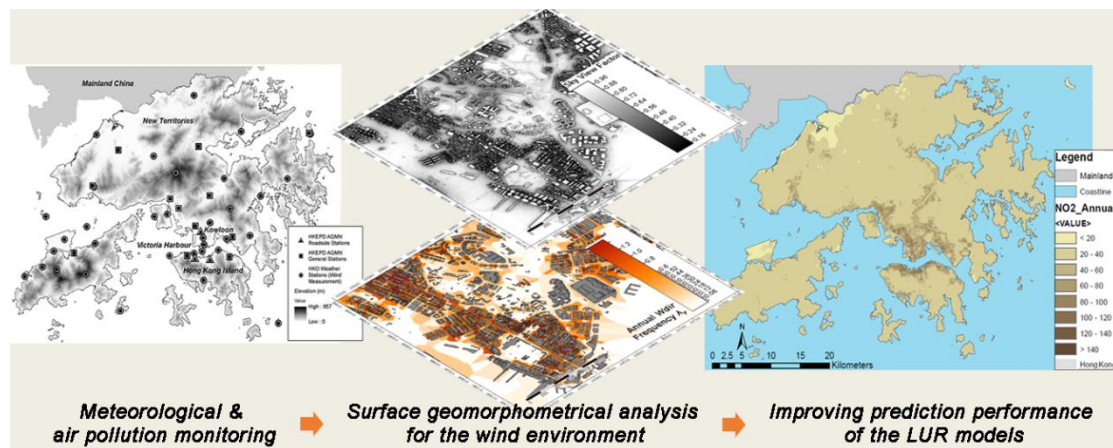 Mainland China
New Territories
Kowloon
Victoria Harbour
Hong Kong Island
HKEPD AQMN
Roadside Stations
HKEPD AQMN
General Stations
HKO Weather
Stations (Wind
Measurement)
Elevation (m)
Value
High : 957
Low : 0
Sky View Factor
Annual Wdir
Frequency λf
Legend
Mainland
Coastline
NO2_Annual
<VALUE>
< 20
20 - 40
40 - 60
60 - 80
80 - 100
100 - 120
120 - 140
> 140
Hong Kong
N
0 2.5 5 10 15 20
Kilometers
Meteorological &
air pollution monitoring
Surface geomorphometrical analysis
for the wind environment
Improving prediction performance
of the LUR models